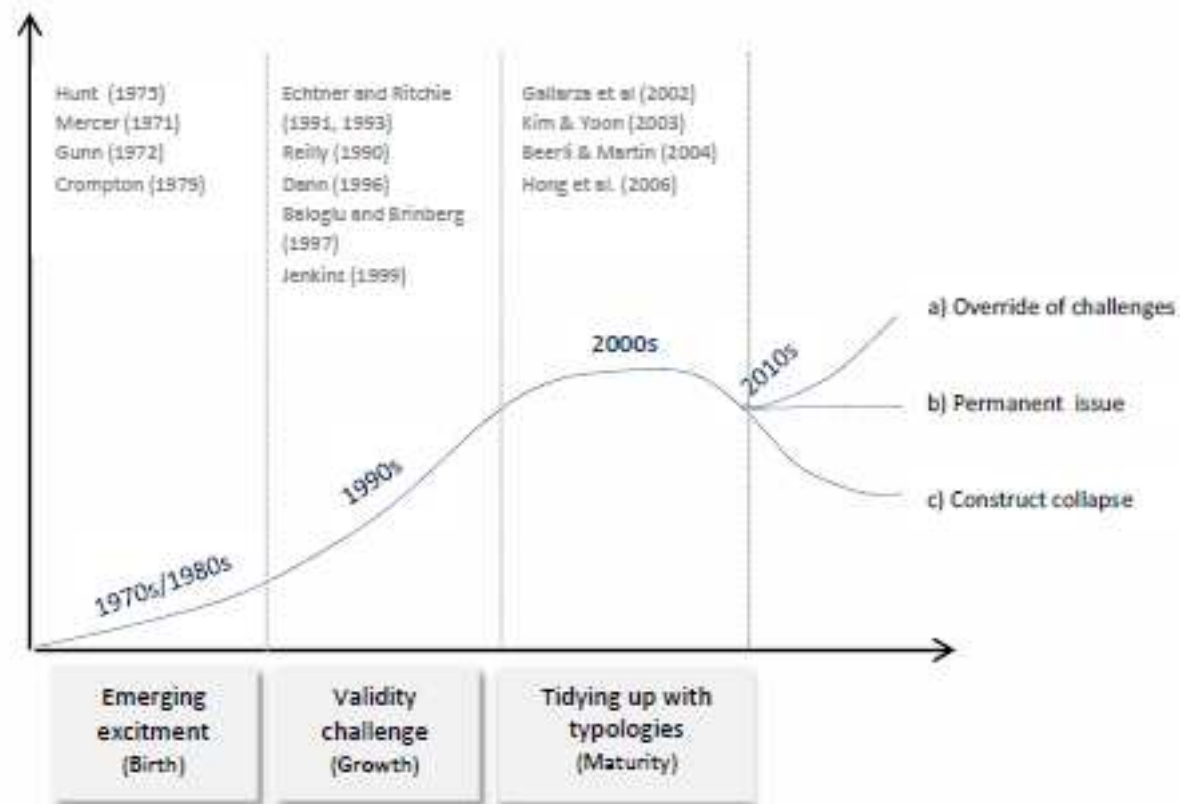 Hunt (1975)
Mercer (1971)
Gunn (1972)
Crompton (1979)
Echtner and Ritchie
(1991, 1993)
Reilly (1990)
Dann (1996)
Baloglu and Brinberg
(1997)
Jenkins (1999)
Gallarza et al (2002)
Kim & Yoon (2003)
Beerli & Martin (2004)
Hong et al. (2006)
1970s/1980s
1990s
2000s
2010s
a) Override of challenges
b) Permanent issue
c) Construct collapse
Emerging
excitment
(Birth)
Validity
challenge
(Growth)
Tidying up with
typologies
(Maturity)